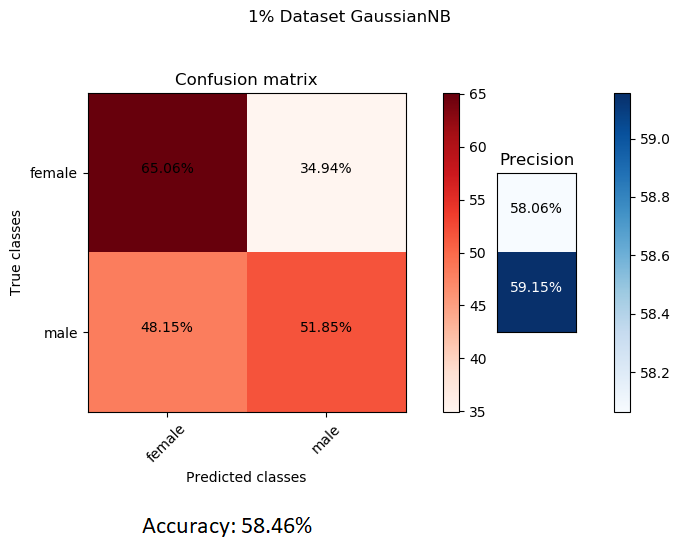 1% Dataset GaussianNB
Confusion matrix
True classes
female
male
65.06%
34.94%
48.15%
51.85%
female
male
Predicted classes
65
60
55
50
45
40
35
Precision
58.06%
59.15%
59.0
58.8
58.6
58.4
58.2
Accuracy: 58.46%